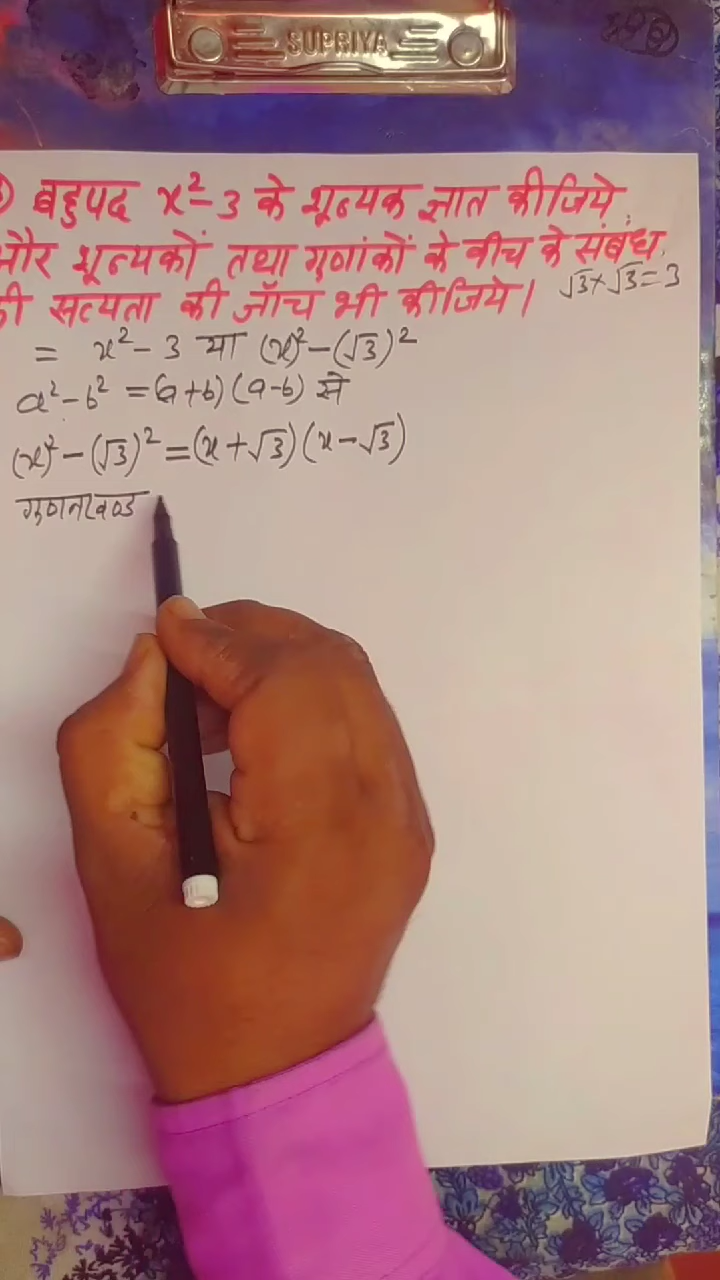 SUPRIYA
बहुपद x²-3 के शून्यक ज्ञात कीजिये
और शून्यकों तथा गुणांकों के बीच के संबंध
की सत्यता की जाँच भी कीजिये।
√3×√3=3
= x²-3 या (x)²-(√3)²
a²-b² =(a+b)(a-b) से
(x)²-(√3)²=(x+√3)(x-√3)
गुणनखण्ड